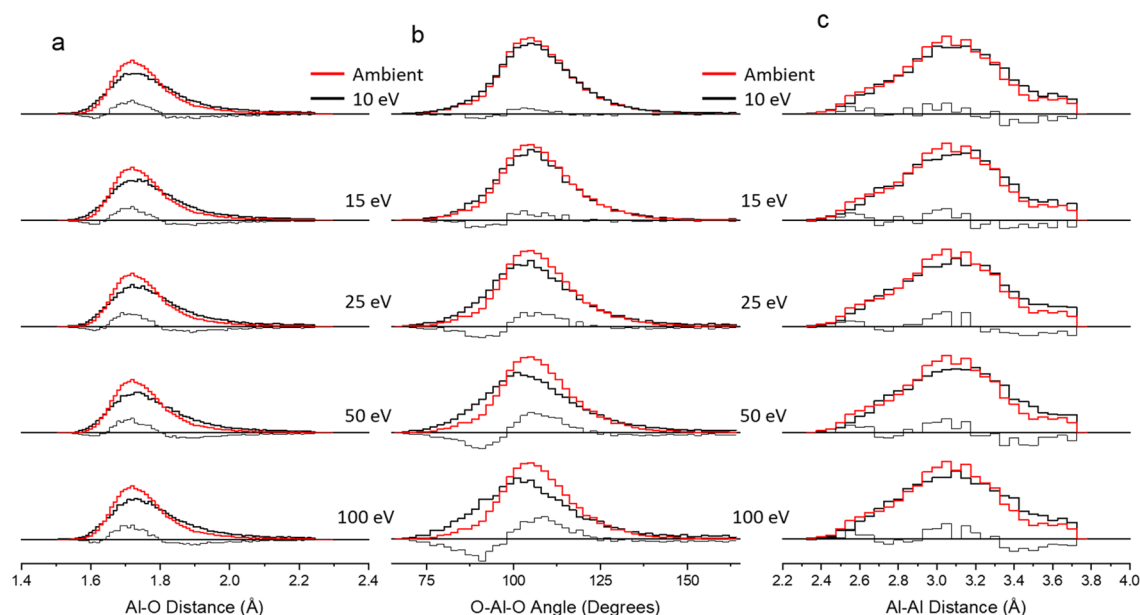 a
b
c
Ambient
10 eV
Ambient
10 eV
15 eV
15 eV
25 eV
25 eV
50 eV
50 eV
100 eV
100 eV
1.4 1.6 1.8 2.0 2.2 2.4
75 100 125 150
2.2 2.4 2.6 2.8 3.0 3.2 3.4 3.6 3.8 4.0
Al-O Distance (Å)
O-Al-O Angle (Degrees)
Al-Al Distance (Å)